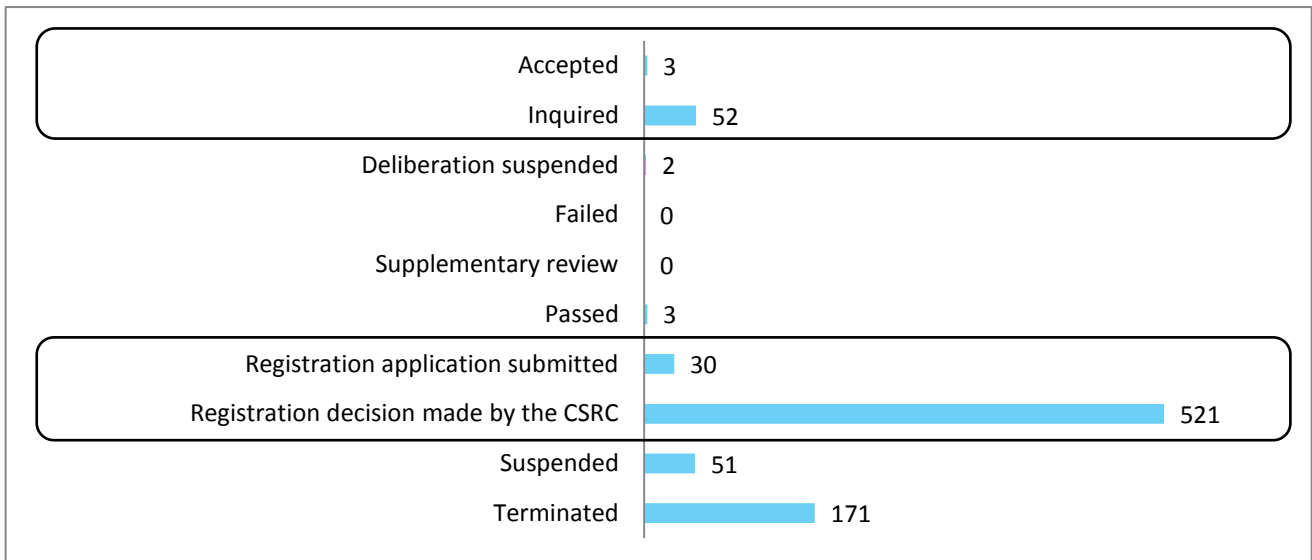 Accepted 3
Inquired 52
Deliberation suspended 2
Failed 0
Supplementary review 0
Passed 3
Registration application submitted 30
Registration decision made by the CSRC 521
Suspended 51
Terminated 171